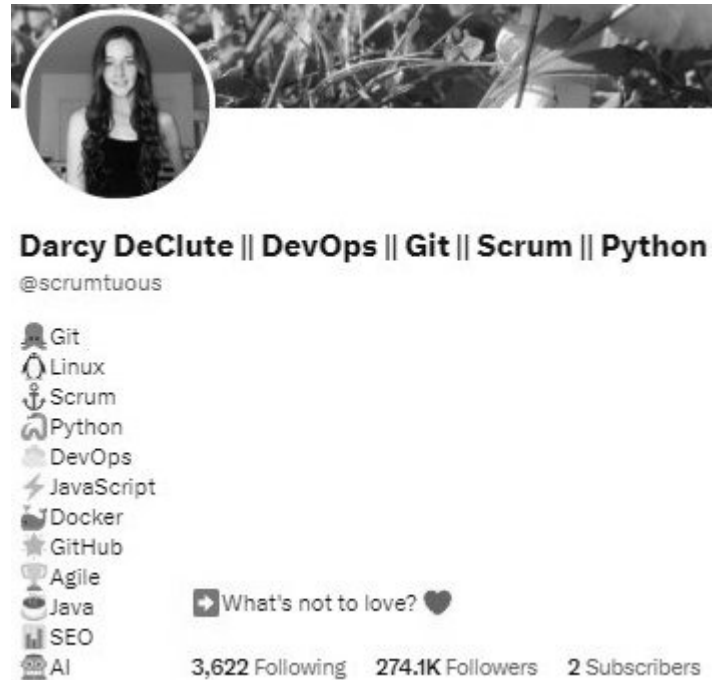 Darcy DeClute || DevOps || Git || Scrum || Python
@scrumtuous
Git
Linux
Scrum
Python
DevOps
JavaScript
Docker
GitHub
Agile
Java
SEO
AI
What's not to love?
3,622 Following 274.1K Followers 2 Subscribers